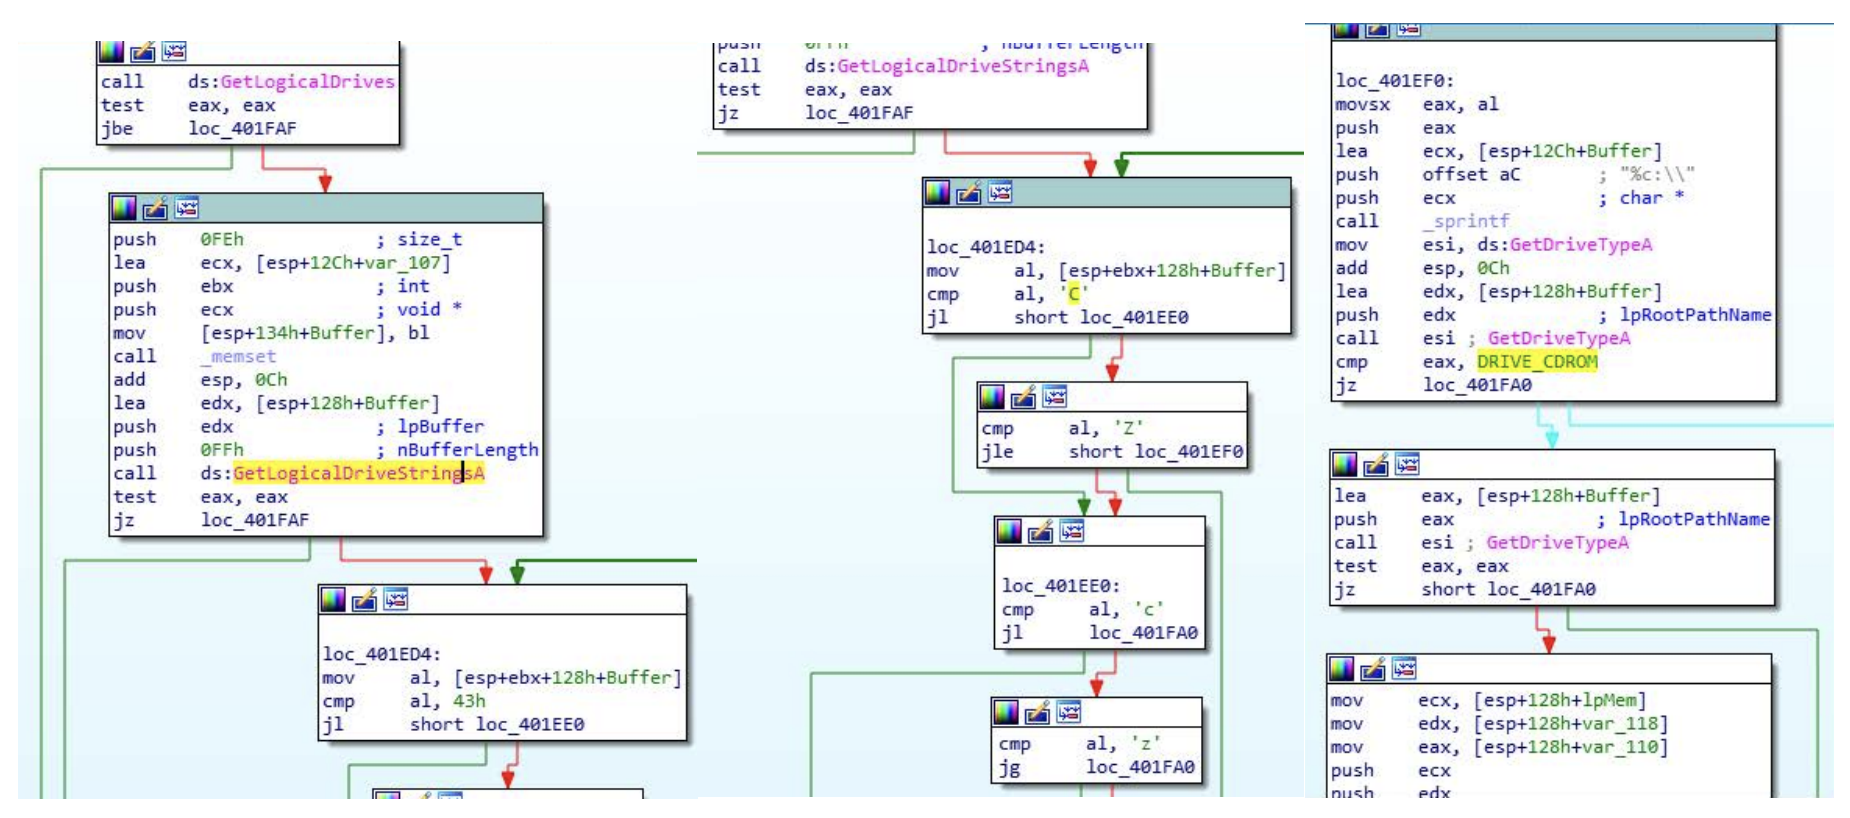 call ds:GetLogicalDrives
test eax, eax
jbe loc_401FAF
push 0FEh ; size_t
lea ecx, [esp+12Ch+var_107]
push ebx ; int
push ecx ; void *
mov [esp+134h+Buffer], bl
call _memset
add esp, 0Ch
lea edx, [esp+128h+Buffer]
push edx ; lpBuffer
push 0FFh ; nBufferLength
call ds:GetLogicalDriveStringsA
test eax, eax
jz loc_401FAF
loc_401ED4:
mov al, [esp+ebx+128h+Buffer]
cmp al, 43h
jl short loc_401EE0
push 0FFh ; nBufferLength
call ds:GetLogicalDriveStringsA
test eax, eax
jz loc_401FAF
loc_401ED4:
mov al, [esp+ebx+128h+Buffer]
cmp al, 'C'
jl short loc_401EE0
cmp al, 'Z'
jle short loc_401EF0
loc_401EE0:
cmp al, 'c'
jl loc_401FA0
cmp al, 'z'
jg loc_401FA0
loc_401EF0:
movsx eax, al
push eax
lea ecx, [esp+12Ch+Buffer]
push offset aC ; "%c:\\"
push ecx ; char *
call _sprintf
mov esi, ds:GetDriveTypeA
add esp, 0Ch
lea edx, [esp+128h+Buffer]
push edx ; lpRootPathName
call esi ; GetDriveTypeA
cmp eax, DRIVE_CDROM
jz loc_401FA0
lea eax, [esp+128h+Buffer]
push eax ; lpRootPathName
call esi ; GetDriveTypeA
test eax, eax
jz short loc_401FA0
mov ecx, [esp+128h+lpMem]
mov edx, [esp+128h+var_118]
mov eax, [esp+128h+var_110]
push ecx
push edx